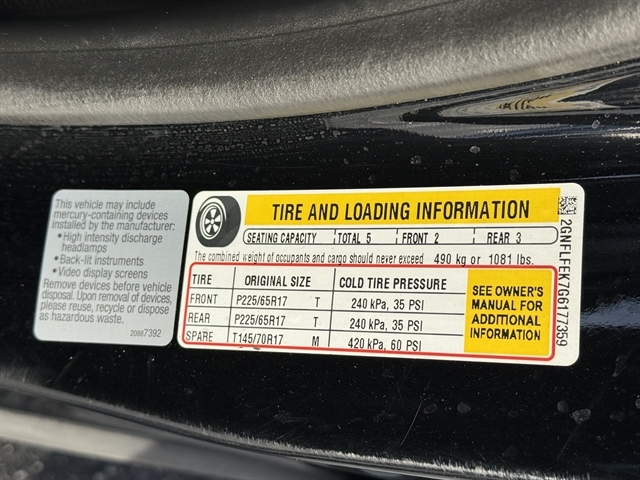 This vehicle may include
mercury-containing devices
installed by the manufacturer:
• High intensity discharge
headlamps
• Back-lit instruments
• Video display screens
Remove devices before vehicle
disposal. Upon removal of devices,
please reuse, recycle or dispose
as hazardous waste.
20887392
TIRE AND LOADING INFORMATION
SEATING CAPACITY TOTAL 5 FRONT 2 REAR 3
The combined weight of occupants and cargo should never exceed 490 kg or 1081 lbs.
TIRE ORIGINAL SIZE COLD TIRE PRESSURE
FRONT P225/65R17 T 240 kPa, 35 PSI
REAR P225/65R17 T 240 kPa, 35 PSI
SPARE T145/70R17 M 420 kPa, 60 PSI
SEE OWNER'S
MANUAL FOR
ADDITIONAL
INFORMATION
2GNFLFEK7G6177359